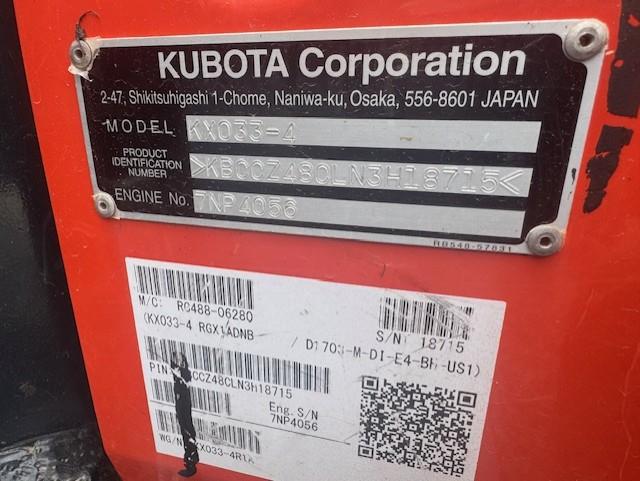 KUBOTA Corporation
2-47, Shikitsuhigashi 1-Chome, Naniwa-ku, Osaka, 556-8601 JAPAN
MODEL KX033-4
PRODUCT IDENTIFICATION NUMBER >KBCCZ48CLN3H18715<
ENGINE No. 7NP4056
RB548-57831
M/C: RC488-06280
S/N 18715
(KX033-4 RGX1ADNB / D1703-M-DI-E4-BH-US1)
PIN CCZ48CLN3H18715
Eng. S/N
7NP4056
WG/N KX033-4R1A